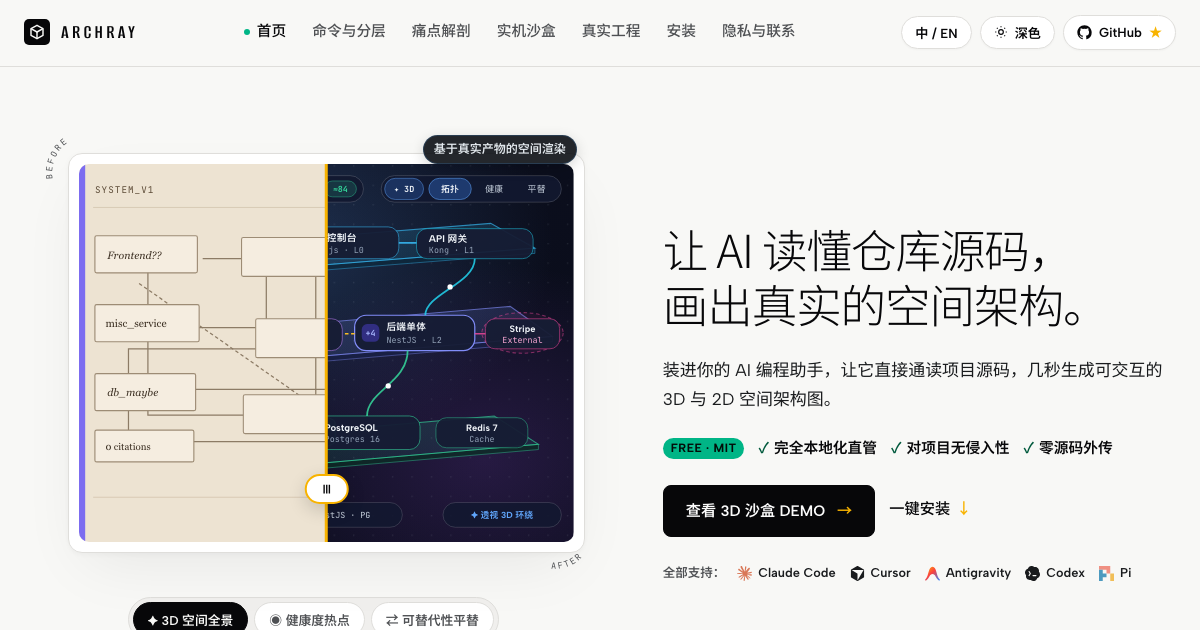 ARCHRAY
首页 命令与分层 痛点解剖 实机沙盒 真实工程 安装 隐私与联系
中 / EN 深色 GitHub ★
BEFORE
基于真实产物的空间渲染
SYSTEM_V1
=84 ✦ 3D 拓扑 健康 平替
Frontend??
控制台
js · L0
API 网关
Kong · L1
misc_service
+4 后端单体
NestJS · L2
Stripe
External
db_maybe
PostgreSQL
Postgres 16
Redis 7
Cache
0 citations
stJS · PG
✦ 透视 3D 环绕
AFTER
✦ 3D 空间全景 ◉ 健康度热点 ⇄ 可替代性平替
让 AI 读懂仓库源码，
画出真实的空间架构。
装进你的 AI 编程助手，让它直接通读项目源码，几秒生成可交互的
3D 与 2D 空间架构图。
FREE · MIT ✓ 完全本地化直管 ✓ 对项目无侵入性 ✓ 零源码外传
查看 3D 沙盒 DEMO → 一键安装 ↓
全部支持： Claude Code Cursor Antigravity Codex Pi